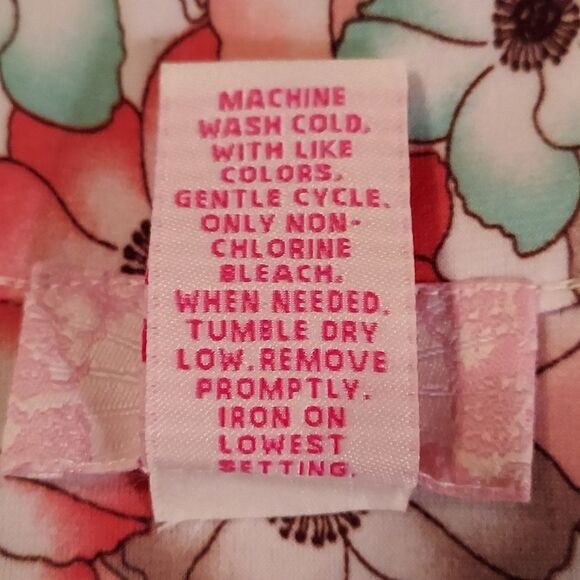 MACHINE
WASH COLD,
WITH LIKE
COLORS.
GENTLE CYCLE.
ONLY NON-
CHLORINE
BLEACH.
WHEN NEEDED.
TUMBLE DRY
LOW.REMOVE
PROMPTLY.
IRON ON
LOWEST
SETTING.